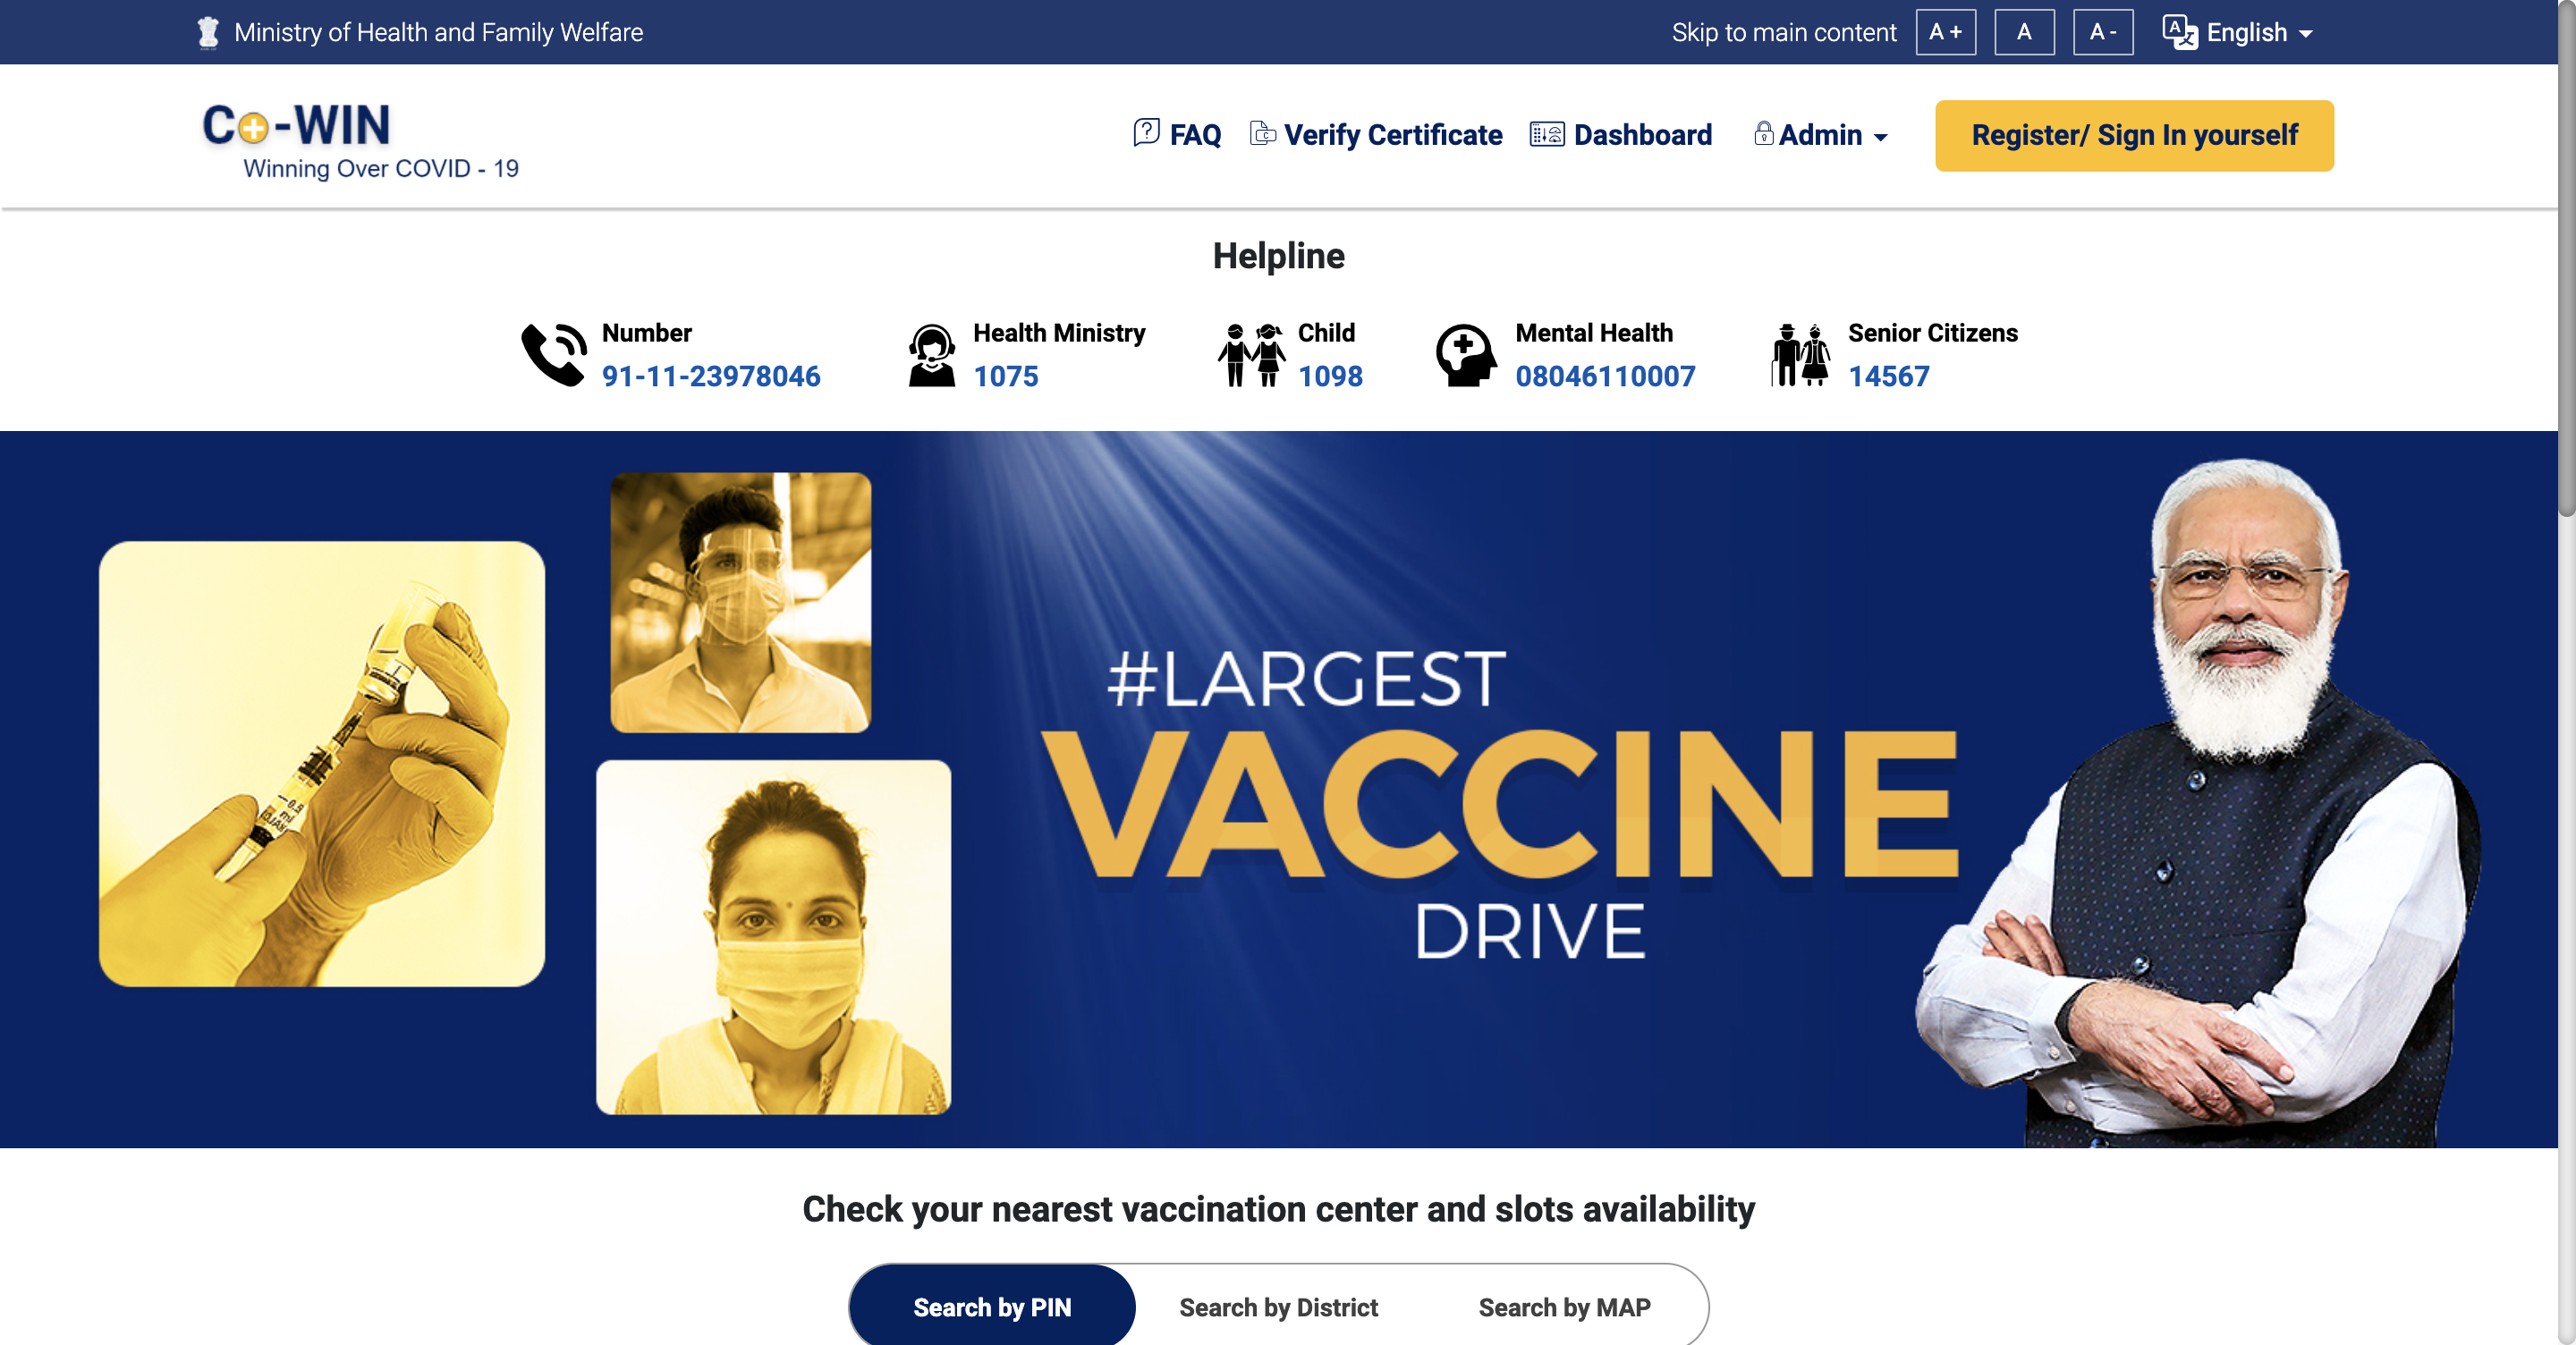 Ministry of Health and Family Welfare
Skip to main content A + A A - English
Co-WIN
Winning Over COVID - 19
FAQ Verify Certificate Dashboard Admin Register/ Sign In yourself
Helpline
Number
91-11-23978046
Health Ministry
1075
Child
1098
Mental Health
08046110007
Senior Citizens
14567
#LARGEST
VACCINE
DRIVE
Check your nearest vaccination center and slots availability
Search by PIN Search by District Search by MAP